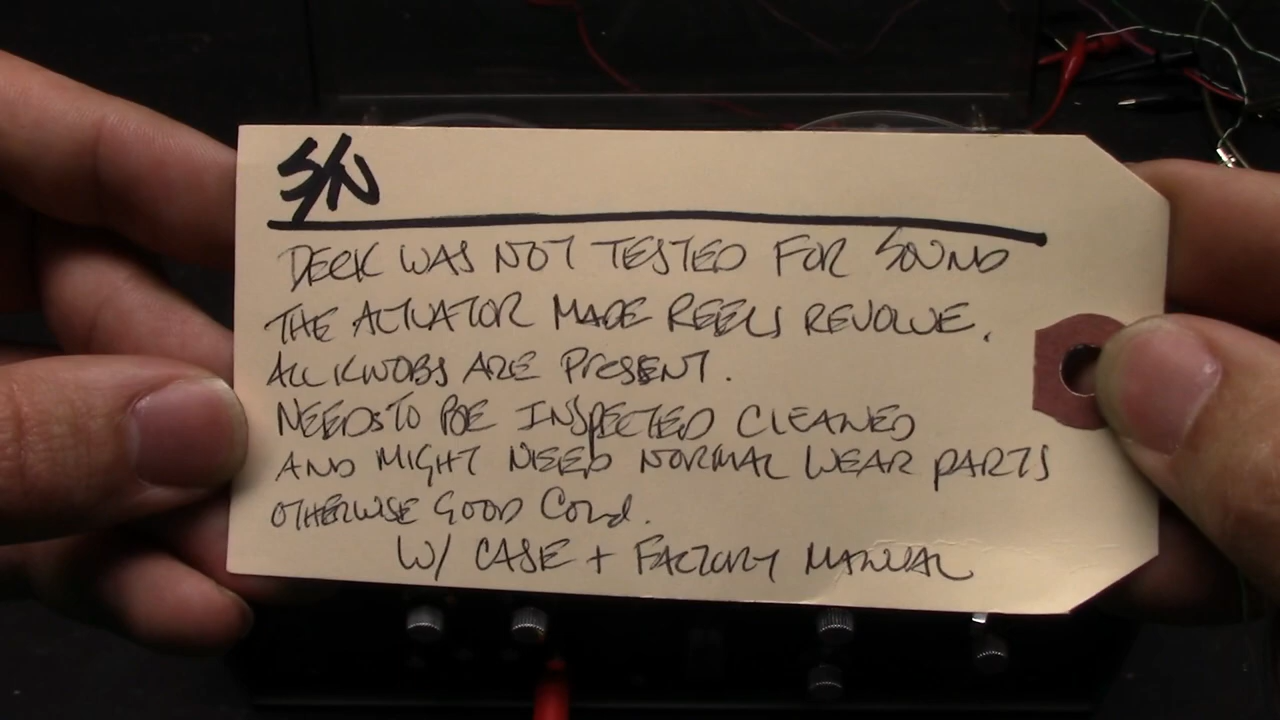 S/N
DECK WAS NOT TESTED FOR SOUND
THE ACTUATOR MADE REELS REVOLVE.
ALL KNOBS ARE PRESENT.
NEEDS TO BE INSPECTED CLEANED
AND MIGHT NEED NORMAL WEAR PARTS
OTHERWISE GOOD COND.
W/ CASE + FACTORY MANUAL